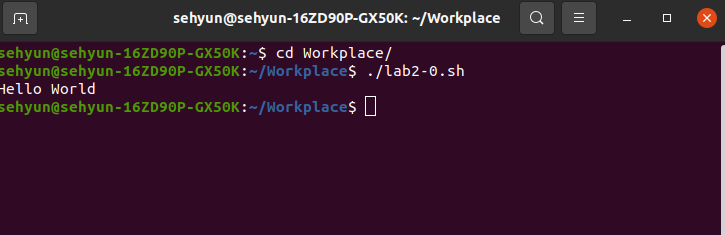 sehyun@sehyun-16ZD90P-GX50K: ~/Workplace
sehyun@sehyun-16ZD90P-GX50K:~$ cd Workplace/
sehyun@sehyun-16ZD90P-GX50K:~/Workplace$ ./lab2-0.sh
Hello World
sehyun@sehyun-16ZD90P-GX50K:~/Workplace$